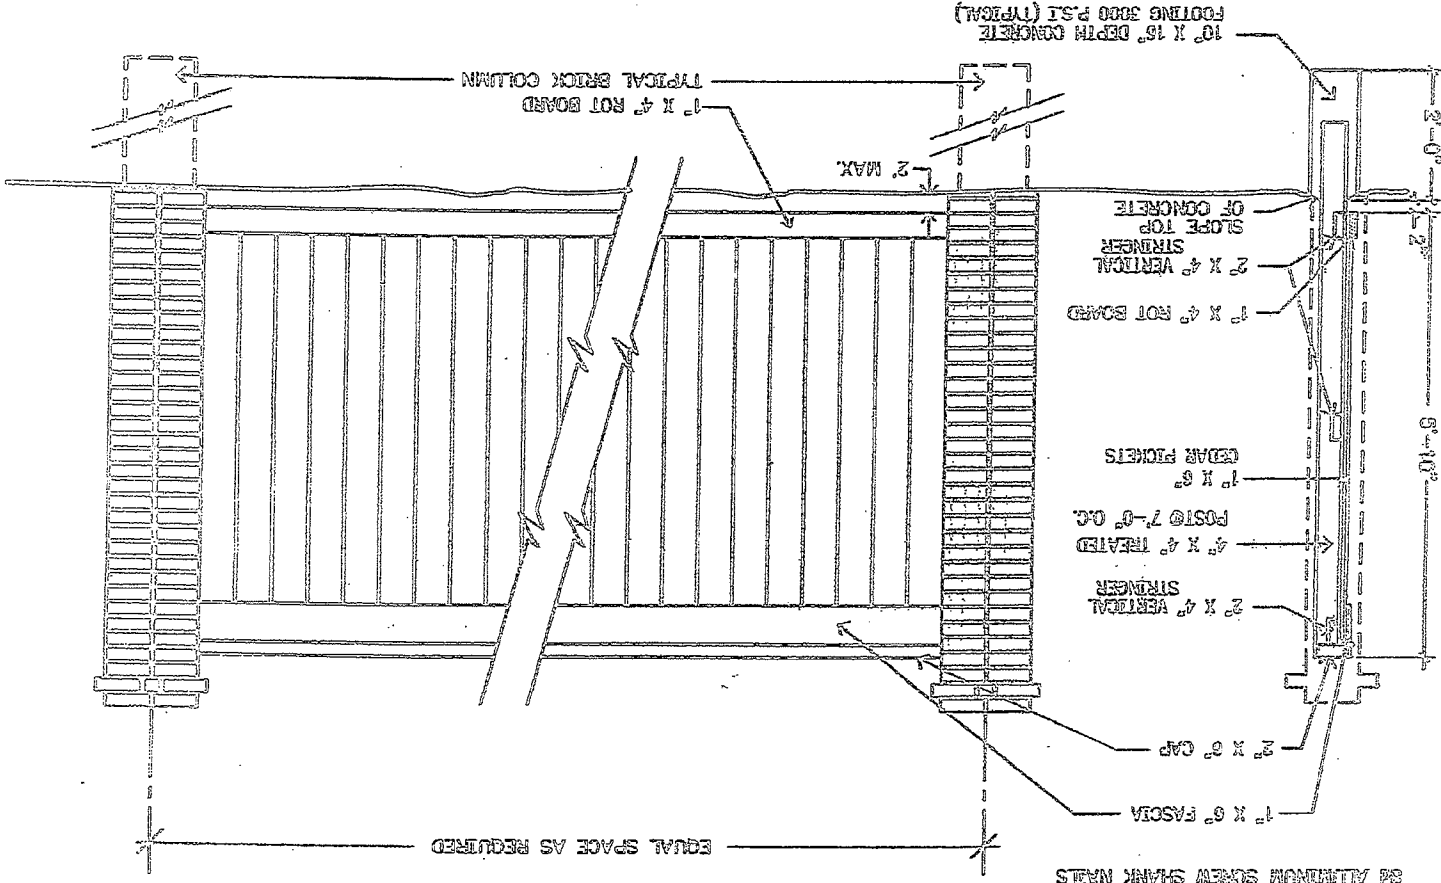 8d ALUMINUM SCREW SHANK NAILS
1" X 6" FASCIA
2" X 6" CAP
2" X 4" VERTICAL
STRINGER
4" X 4" TREATED
POST@ 7'-0" O.C.
1" X 6"
CEDAR PICKETS
1" X 4" ROT BOARD
2" X 4" VERTICAL
STRINGER
SLOPE TOP
OF CONCRETE
10" X 16" DEPTH CONCRETE
FOOTING 3000 P.S.I (TYPICAL)
5'-10"
2"
2'-0"
EQUAL SPACE AS REQUIRED
2" MAX.
1" X 4" ROT BOARD
TYPICAL BRICK COLUMN